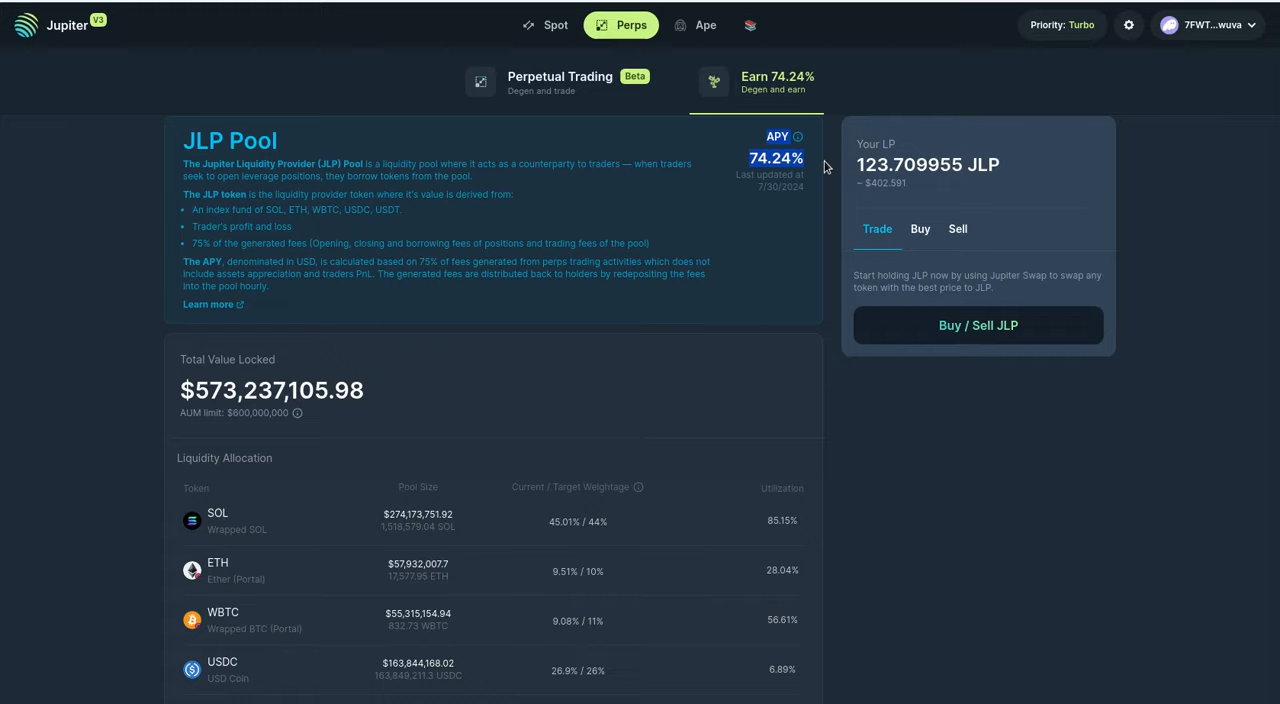 Jupiter V3
Spot
Perps
Ape
Priority: Turbo
7FWT...wuva
Perpetual Trading Beta
Degen and trade
Earn 74.24%
Degen and earn
JLP Pool
The Jupiter Liquidity Provider (JLP) Pool is a liquidity pool where it acts as a counterparty to traders — when traders
seek to open leverage positions, they borrow tokens from the pool.
The JLP token is the liquidity provider token where it's value is derived from:
• An index fund of SOL, ETH, WBTC, USDC, USDT.
• Trader's profit and loss
• 75% of the generated fees (Opening, closing and borrowing fees of positions and trading fees of the pool)
The APY, denominated in USD, is calculated based on 75% of fees generated from perps trading activities which does not
include assets appreciation and traders PnL. The generated fees are distributed back to holders by redepositing the fees
into the pool hourly.
Learn more
APY
74.24%
Last updated at
7/30/2024
Your LP
123.709955 JLP
~ $402.591
Trade Buy Sell
Start holding JLP now by using Jupiter Swap to swap any
token with the best price to JLP.
Buy / Sell JLP
Total Value Locked
$573,237,105.98
AUM limit: $600,000,000
Liquidity Allocation
Token Pool Size Current / Target Weightage Utilization
SOL
Wrapped SOL
$274,173,751.92
1,518,579.04 SOL
45.01% / 44%
85.15%
ETH
Ether (Portal)
$57,932,007.7
17,577.95 ETH
9.51% / 10%
28.04%
WBTC
Wrapped BTC (Portal)
$55,315,154.94
832.73 WBTC
9.08% / 11%
56.61%
USDC
USD Coin
$163,844,168.02
163,849,211.3 USDC
26.9% / 26%
6.89%